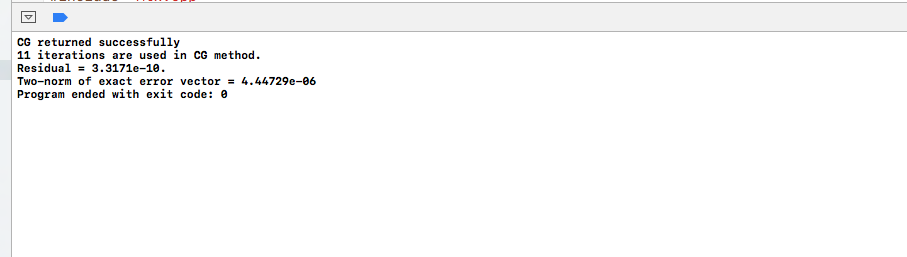 CG returned successfully
11 iterations are used in CG method.
Residual = 3.3171e-10.
Two-norm of exact error vector = 4.44729e-06
Program ended with exit code: 0